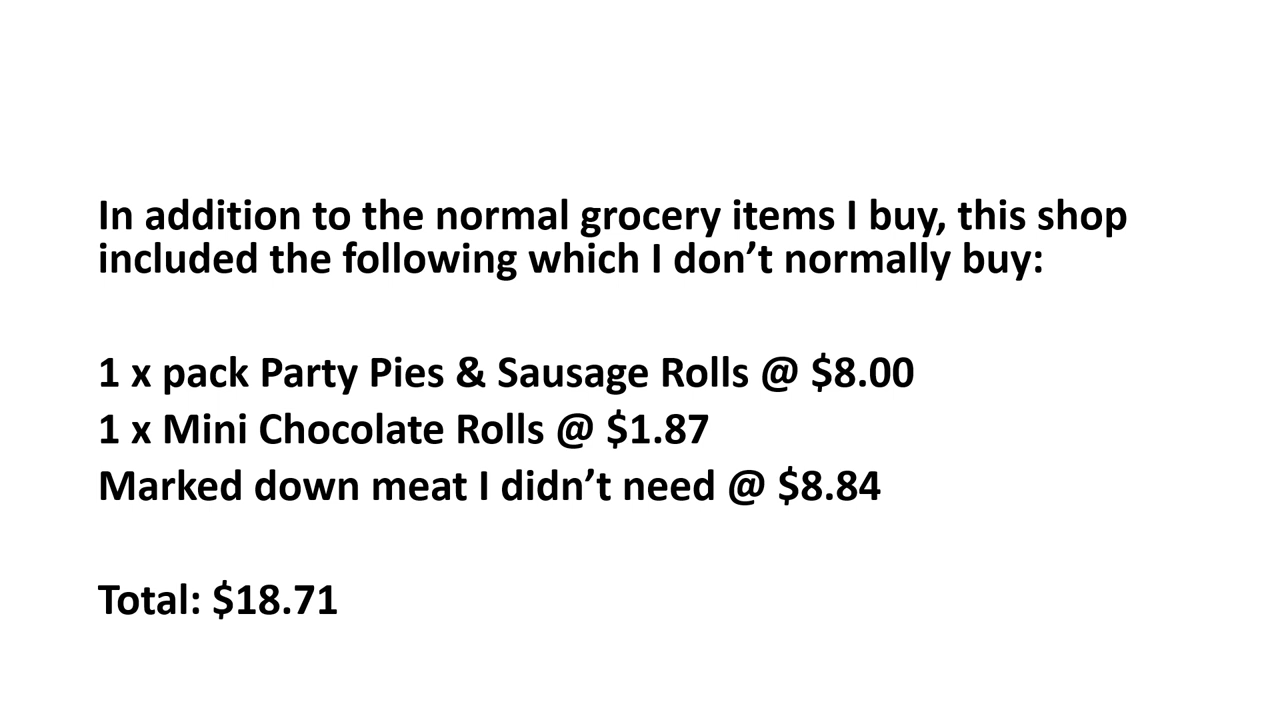 In addition to the normal grocery items I buy, this shop
included the following which I don’t normally buy:
1 x pack Party Pies & Sausage Rolls @ $8.00
1 x Mini Chocolate Rolls @ $1.87
Marked down meat I didn’t need @ $8.84
Total: $18.71